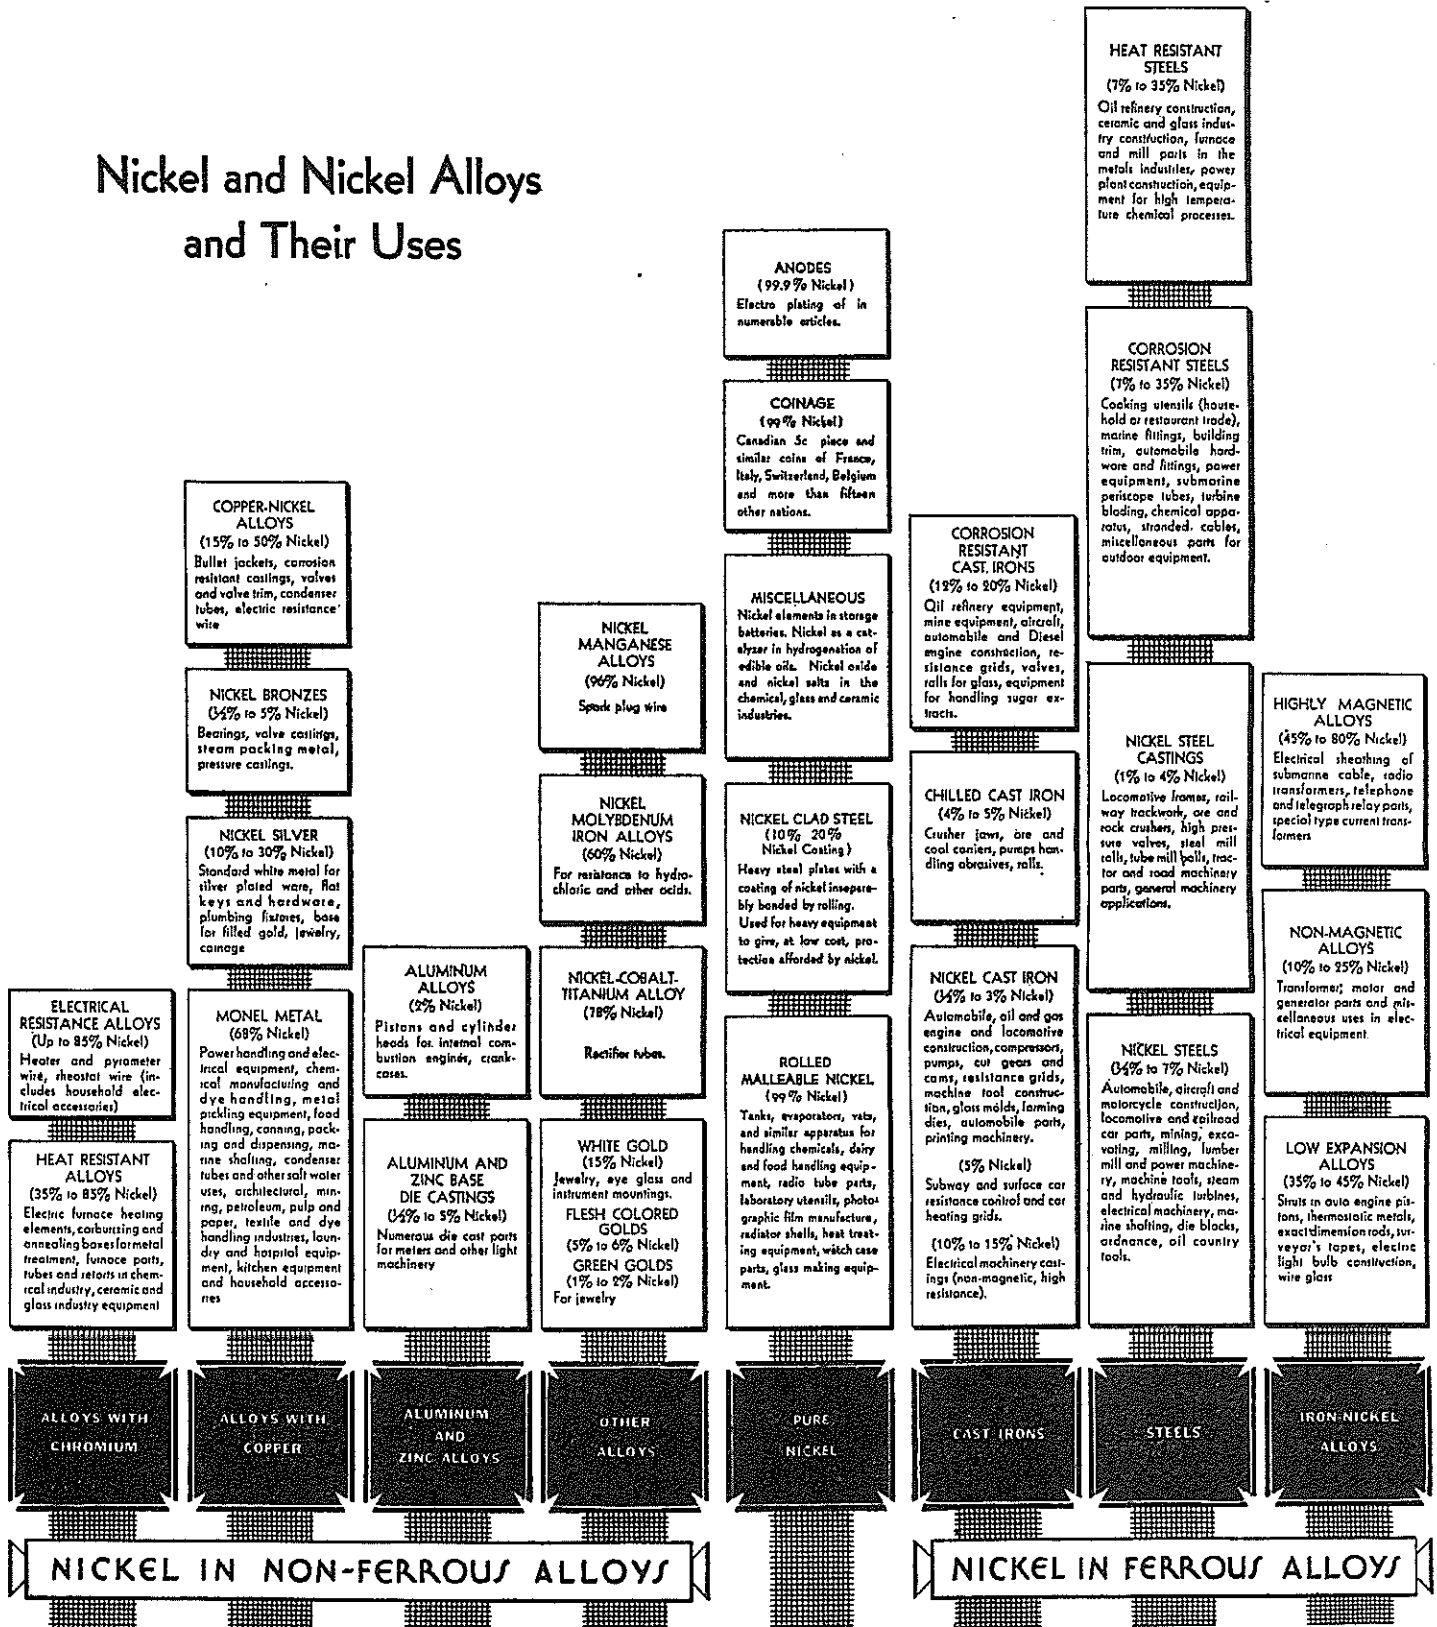 Nickel and Nickel Alloys
and Their Uses
ELECTRICAL
RESISTANCE ALLOYS
(Up to 85% Nickel)
Heater and pyrometer
wire, rheostat wire (in-
cludes household elec-
trical accessories)
HEAT RESISTANT
ALLOYS
(35% to 85% Nickel)
Electric furnace heating
elements, carburizing and
annealing boxes for metal
treatment, furnace parts,
tubes and retorts in chem-
ical industry, ceramic and
glass industry equipment
ALLOYS WITH
CHROMIUM
COPPER-NICKEL
ALLOYS
(15% to 50% Nickel)
Bullet jackets, corrosion
resistant castings, valves
and valve trim, condenser
tubes, electric resistance
wire
NICKEL BRONZES
(½% to 5% Nickel)
Bearings, valve castings,
steam packing metal,
pressure castings.
NICKEL SILVER
(10% to 30% Nickel)
Standard white metal for
silver plated ware, flat
keys and hardware,
plumbing fixtures, base
for filled gold, jewelry,
coinage
MONEL METAL
(68% Nickel)
Power handling and elec-
trical equipment, chem-
ical manufacturing and
dye handling, metal
pickling equipment, food
handling, canning, pack-
ing and dispensing, ma-
rine shafting, condenser
tubes and other salt water
uses, architectural, min-
ing, petroleum, pulp and
paper, textile and dye
handling industries, laun-
dry and hospital equip-
ment, kitchen equipment
and household accesso-
ries
ALLOYS WITH
COPPER
ALUMINUM
ALLOYS
(2% Nickel)
Pistons and cylinder
heads for internal com-
bustion engines, crank-
cases.
ALUMINUM AND
ZINC BASE
DIE CASTINGS
(½% to 5% Nickel)
Numerous die cast parts
for meters and other light
machinery
ALUMINUM
AND
ZINC ALLOYS
NICKEL
MANGANESE
ALLOYS
(96% Nickel)
Spark plug wire
NICKEL
MOLYBDENUM
IRON ALLOYS
(60% Nickel)
For resistance to hydro-
chloric and other acids.
NICKEL-COBALT-
TITANIUM ALLOY
(78% Nickel)
Rectifier tubes.
WHITE GOLD
(15% Nickel)
Jewelry, eye glass and
instrument mountings.
FLESH COLORED
GOLDS
(5% to 6% Nickel)
GREEN GOLDS
(1% to 2% Nickel)
For jewelry
OTHER
ALLOYS
ANODES
(99.9% Nickel)
Electro plating of in
numerable articles.
COINAGE
(99% Nickel)
Canadian 5c piece and
similar coins of France,
Italy, Switzerland, Belgium
and more than fifteen
other nations.
MISCELLANEOUS
Nickel elements in storage
batteries. Nickel as a cat-
alyzer in hydrogenation of
edible oils. Nickel oxide
and nickel salts in the
chemical, glass and ceramic
industries.
NICKEL CLAD STEEL
(10% 20%
Nickel Coating)
Heavy steel plates with a
coating of nickel insepara-
bly bonded by rolling.
Used for heavy equipment
to give, at low cost, pro-
tection afforded by nickel.
ROLLED
MALLEABLE NICKEL
(99% Nickel)
Tanks, evaporators, vats,
and similar apparatus for
handling chemicals, dairy
and food handling equip-
ment, radio tube parts,
laboratory utensils, photo-
graphic film manufacture,
radiator shells, heat treat-
ing equipment, watch case
parts, glass making equip-
ment.
PURE
NICKEL
CORROSION
RESISTANT
CAST. IRONS
(12% to 20% Nickel)
Oil refinery equipment,
mine equipment, aircraft,
automobile and Diesel
engine construction, re-
sistance grids, valves,
rolls for glass, equipment
for handling sugar ex-
tracts.
CHILLED CAST IRON
(4% to 5% Nickel)
Crusher jaws, ore and
coal carriers, pumps han-
dling abrasives, rolls.
NICKEL CAST IRON
(½% to 3% Nickel)
Automobile, oil and gas
engine and locomotive
construction, compressors,
pumps, cut gears and
cams, resistance grids,
machine tool construc-
tion, glass molds, forming
dies, automobile parts,
printing machinery.
(5% Nickel)
Subway and surface car
resistance control and car
heating grids.
(10% to 15% Nickel)
Electrical machinery cast-
ings (non-magnetic, high
resistance).
CAST IRONS
HEAT RESISTANT
STEELS
(7% to 35% Nickel)
Oil refinery construction,
ceramic and glass indus-
try construction, furnace
and mill parts in the
metals industries, power
plant construction, equip-
ment for high tempera-
ture chemical processes.
CORROSION
RESISTANT STEELS
(7% to 35% Nickel)
Cooking utensils (house-
hold or restaurant trade),
marine fittings, building
trim, automobile hard-
ware and fittings, power
equipment, submarine
periscope tubes, turbine
blading, chemical appa-
ratus, stranded. cables,
miscellaneous parts for
outdoor equipment.
NICKEL STEEL
CASTINGS
(1% to 4% Nickel)
Locomotive frames, rail-
way trackwork, ore and
rock crushers, high pres-
sure valves, steel mill
rolls, tube mill balls, trac-
tor and road machinery
parts, general machinery
applications.
NICKEL STEELS
(½% to 7% Nickel)
Automobile, aircraft and
motorcycle construction,
locomotive and railroad
car parts, mining, exca-
vating, milling, lumber
mill and power machine-
ry, machine tools, steam
and hydraulic turbines,
electrical machinery, ma-
rine shafting, die blocks,
ordnance, oil country
tools.
STEELS
HIGHLY MAGNETIC
ALLOYS
(45% to 80% Nickel)
Electrical sheathing of
submarine cable, radio
transformers, telephone
and telegraph relay parts,
special type current trans-
formers
NON-MAGNETIC
ALLOYS
(10% to 25% Nickel)
Transformer, motor and
generator parts and mis-
cellaneous uses in elec-
trical equipment.
LOW EXPANSION
ALLOYS
(35% to 45% Nickel)
Struts in auto engine pis-
tons, thermostatic metals,
exact dimension rods, sur-
veyor's tapes, electric
light bulb construction,
wire glass
IRON-NICKEL
ALLOYS
NICKEL IN NON-FERROUS ALLOYS
NICKEL IN FERROUS ALLOYS